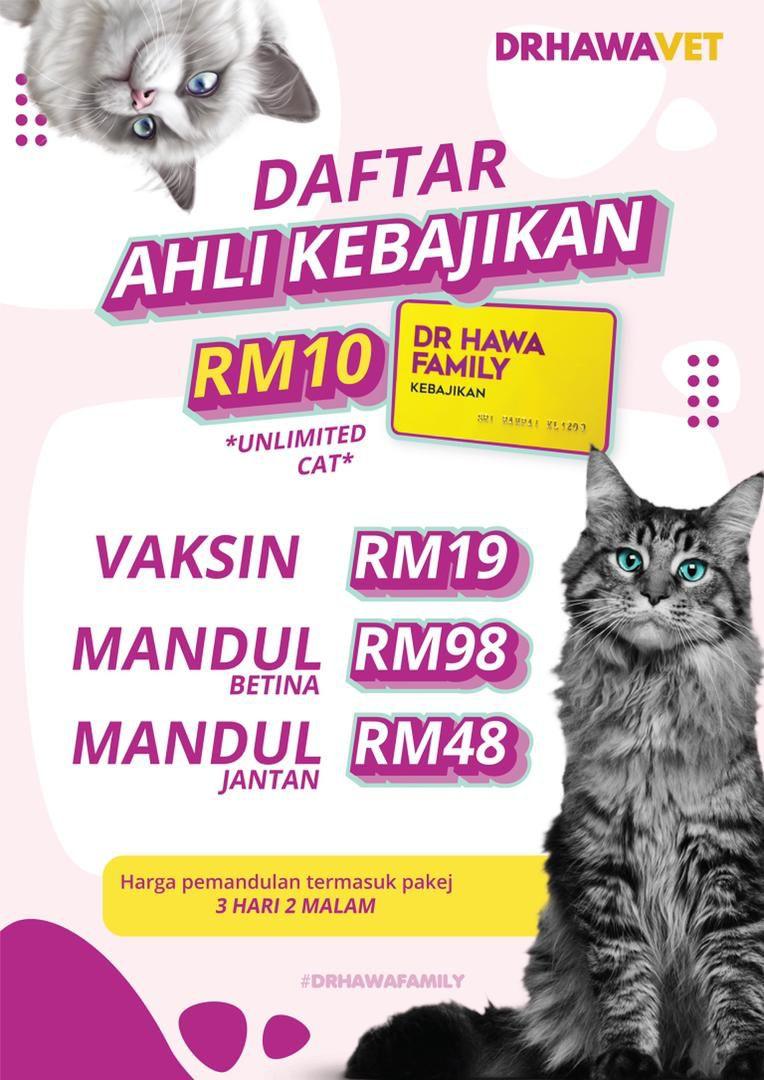 DRHAWAVET
DAFTAR
AHLI KEBAJIKAN
RM10
DR HAWA
FAMILY
KEBAJIKAN
*UNLIMITED
CAT*
VAKSIN RM19
MANDUL RM98
BETINA
MANDUL RM48
JANTAN
Harga pemandulan termasuk pakej
3 HARI 2 MALAM
#DRHAWAFAMILY